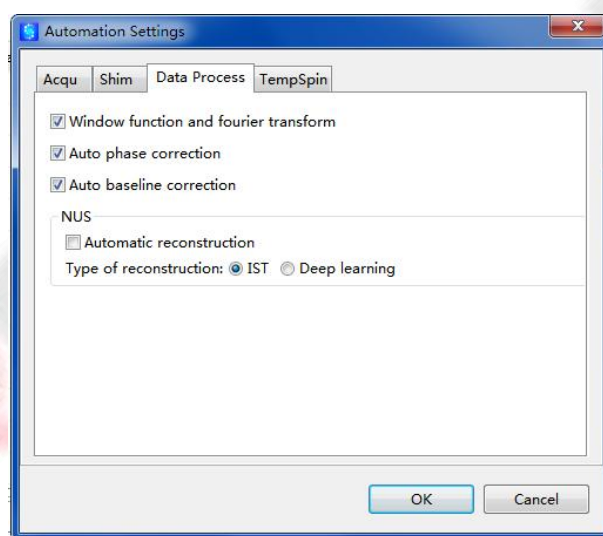 Automation Settings
Acqu Shim Data Process TempSpin
Window function and fourier transform
Auto phase correction
Auto baseline correction
NUS
Automatic reconstruction
Type of reconstruction: IST Deep learning
OK Cancel